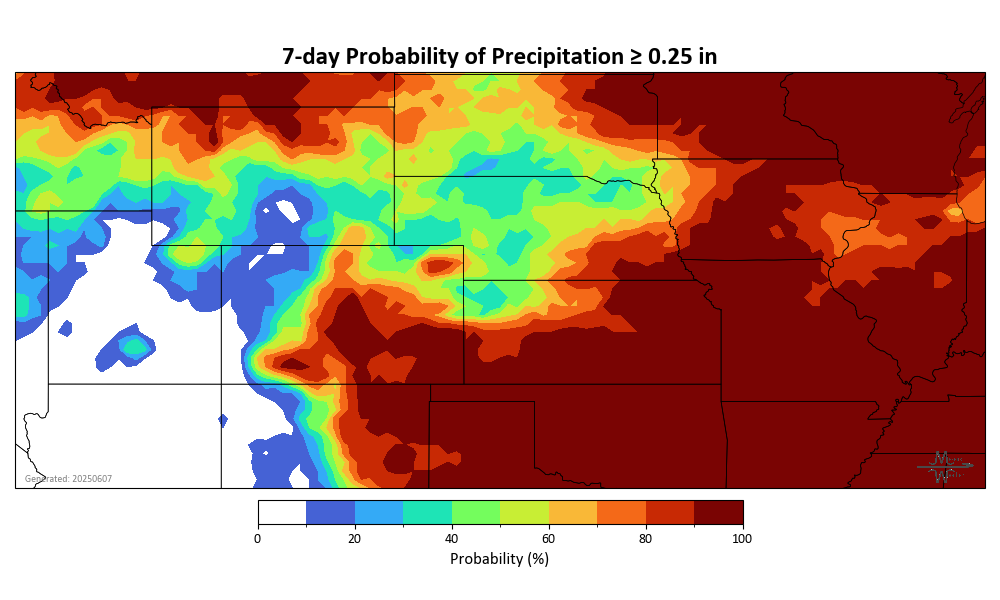 7-day Probability of Precipitation ≥ 0.25 in
Generated: 20250607
0 20 40 60 80 100
Probability (%)